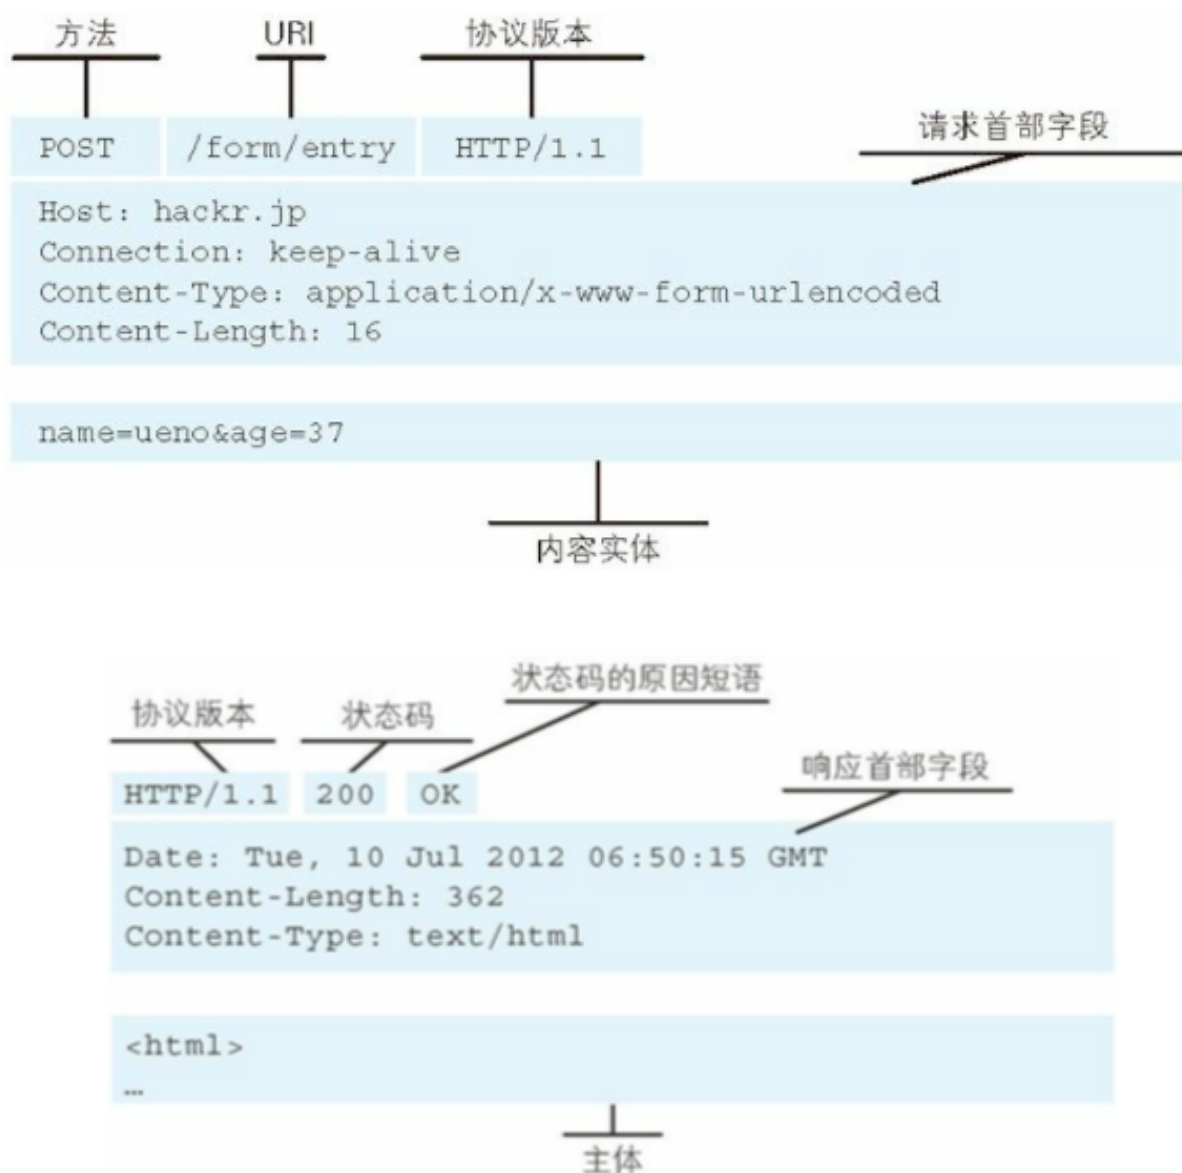 方法 URI 协议版本
POST /form/entry HTTP/1.1
请求首部字段
Host: hackr.jp
Connection: keep-alive
Content-Type: application/x-www-form-urlencoded
Content-Length: 16
name=ueno&age=37
内容实体
状态码的原因短语
协议版本 状态码
响应首部字段
HTTP/1.1 200 OK
Date: Tue, 10 Jul 2012 06:50:15 GMT
Content-Length: 362
Content-Type: text/html
<html>
…
主体